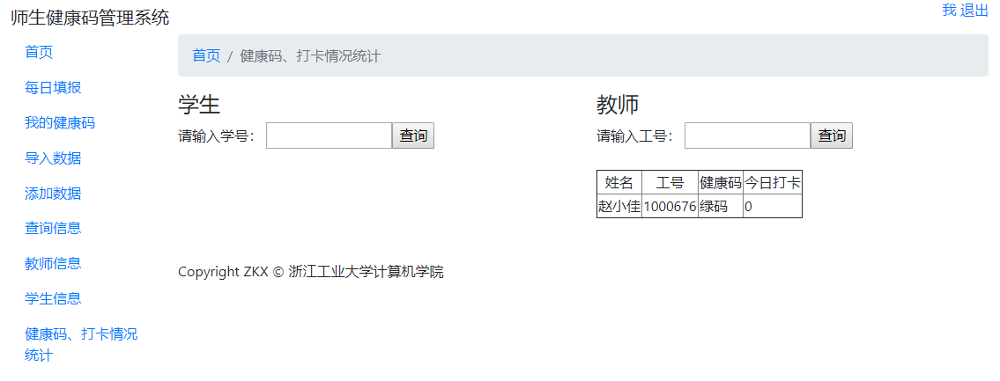 师生健康码管理系统
我 退出
首页
每日填报
我的健康码
导入数据
添加数据
查询信息
教师信息
学生信息
健康码、打卡情况
统计
首页 / 健康码、打卡情况统计
学生
请输入学号： 查询
教师
请输入工号： 查询
姓名 工号 健康码 今日打卡
赵小佳 1000676 绿码 0
Copyright ZKX © 浙江工业大学计算机学院